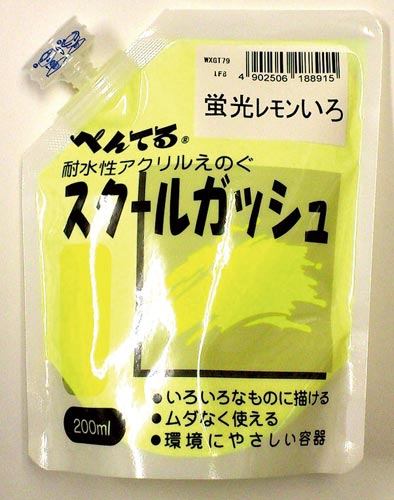 WXGT79
LF8
4902506188915
蛍光レモンいろ
ぺんてる®
耐水性アクリルえのぐ
スクールガッシュ
●いろいろなものに描ける
●ムダなく使える
●環境にやさしい容器
200ml